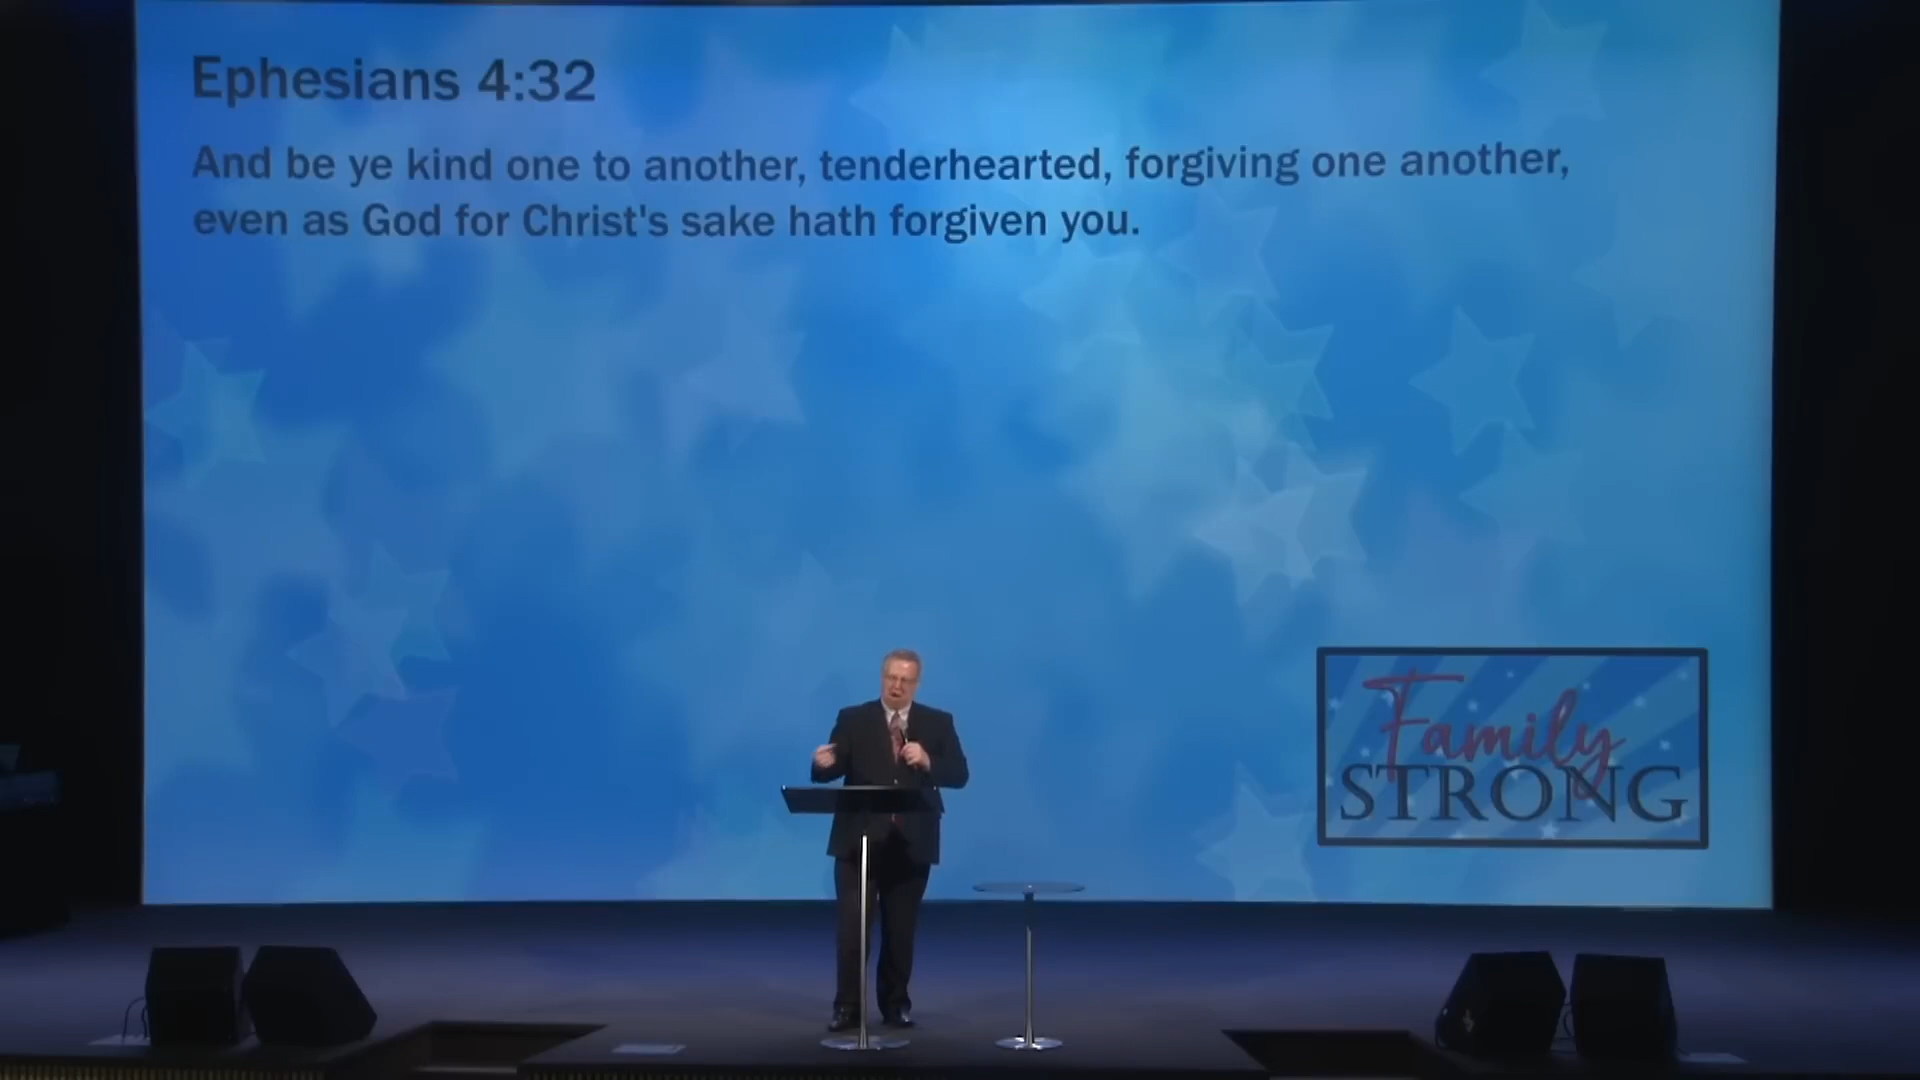 Ephesians 4:32
And be ye kind one to another, tenderhearted, forgiving one another,
even as God for Christ's sake hath forgiven you.
Family
STRONG